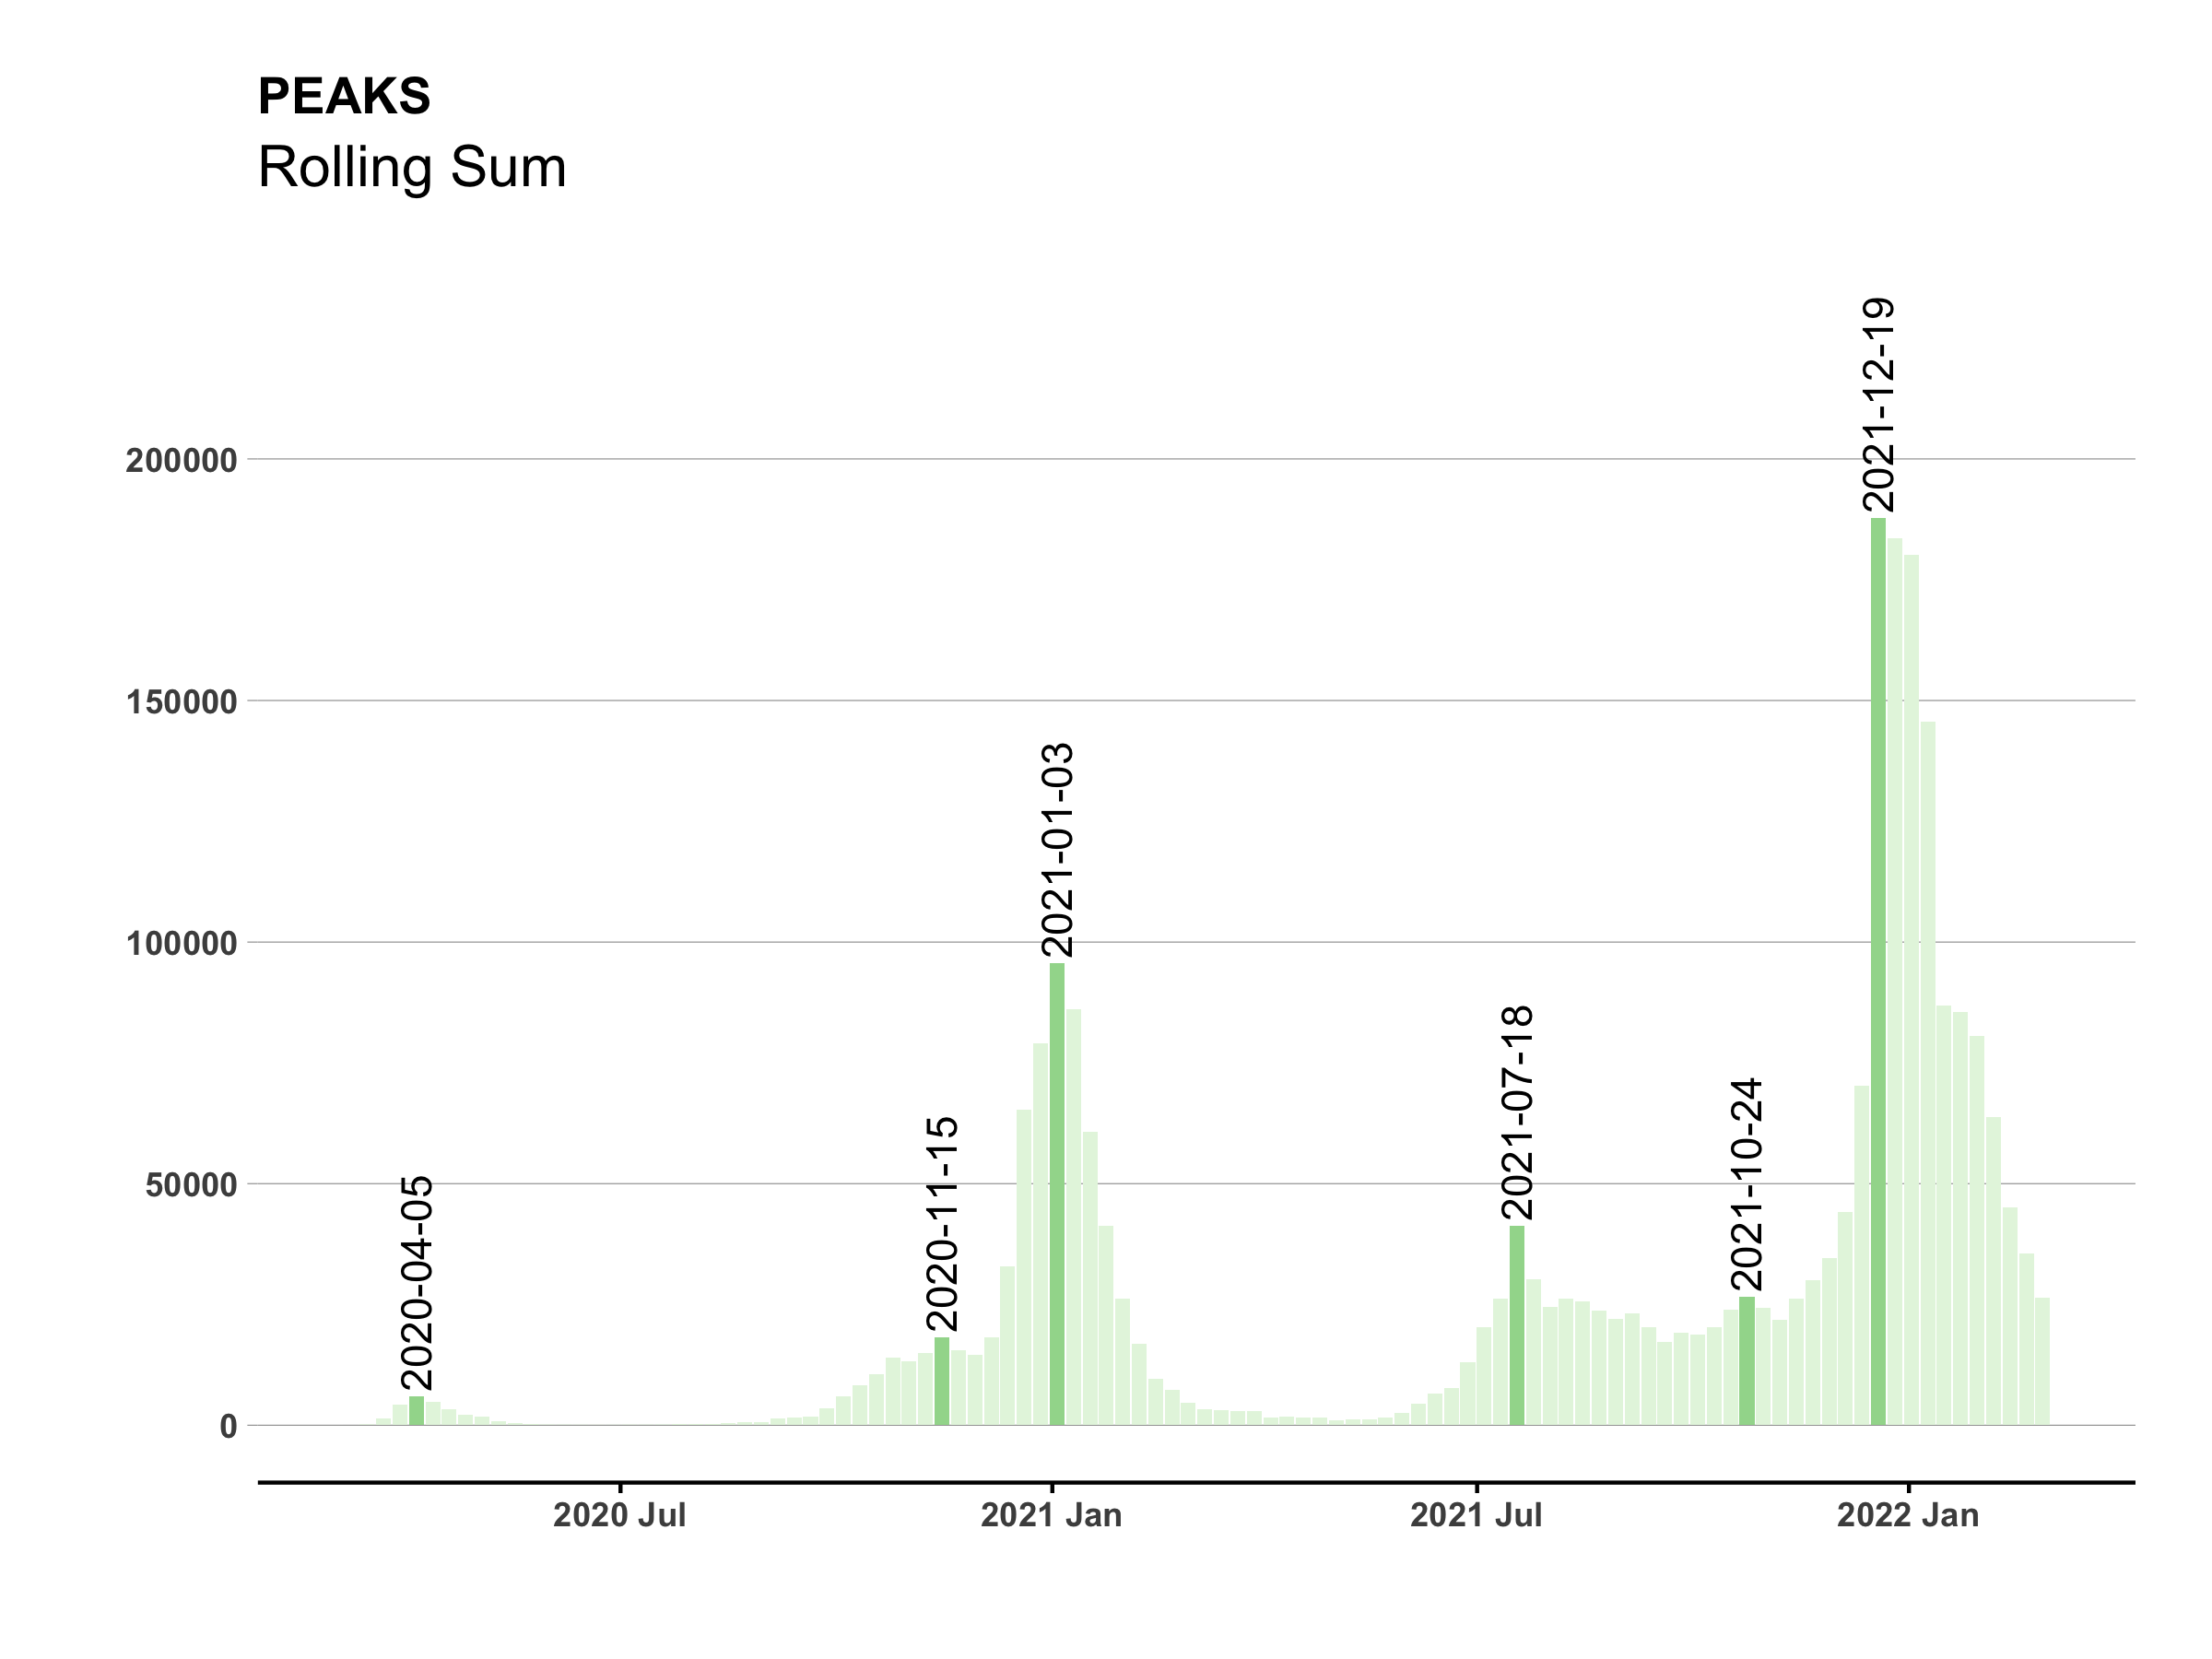 PEAKS
Rolling Sum
200000
150000
100000
50000
0
2020-04-05
2020-11-15
2021-01-03
2021-07-18
2021-10-24
2021-12-19
2020 Jul
2021 Jan
2021 Jul
2022 Jan